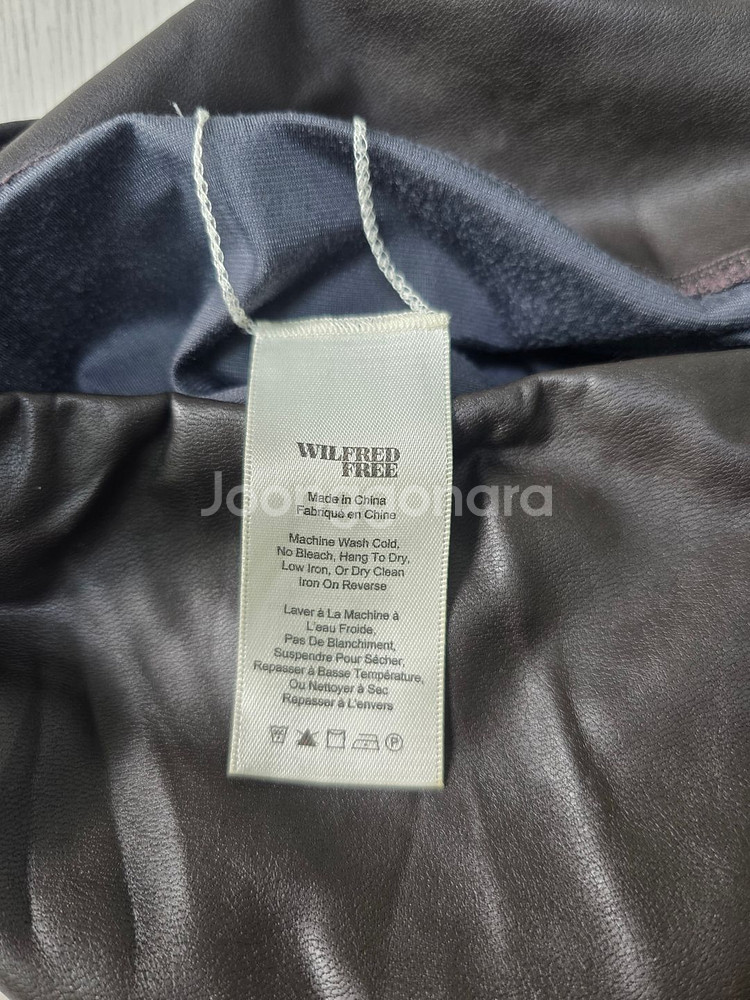 WILFRED
FREE
Made in China
Fabriqué en Chine
Joongonara
Machine Wash Cold,
No Bleach, Hang To Dry,
Low Iron, Or Dry Clean
Iron On Reverse
Laver à La Machine à
L'eau Froide,
Pas De Blanchiment,
Suspendre Pour Sécher,
Repasser à Basse Température,
Ou Nettoyer à Sec
Repasser à L'envers
P